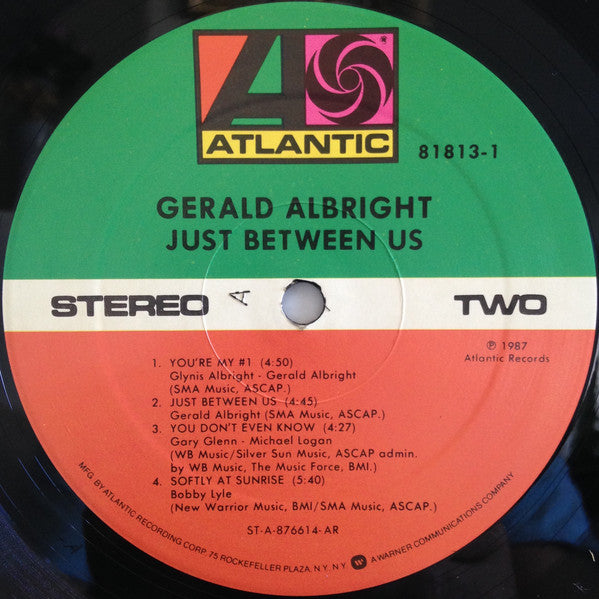 A
ATLANTIC
®
81813-1
GERALD ALBRIGHT
JUST BETWEEN US
STEREO
A
TWO
℗ 1987
Atlantic Records
1. YOU'RE MY #1 (4:50)
Glynis Albright - Gerald Albright
(SMA Music, ASCAP.)
2. JUST BETWEEN US (4:45)
Gerald Albright (SMA Music, ASCAP.)
3. YOU DON'T EVEN KNOW (4:27)
Gary Glenn - Michael Logan
(WB Music/Silver Sun Music, ASCAP admin.
by WB Music, The Music Force, BMI.)
4. SOFTLY AT SUNRISE (5:40)
Bobby Lyle
(New Warrior Music, BMI/SMA Music, ASCAP.)
ST-A-876614-AR
MFG. BY ATLANTIC RECORDING CORP. 75 ROCKEFELLER PLAZA, N.Y. N.Y. A WARNER COMMUNICATIONS COMPANY